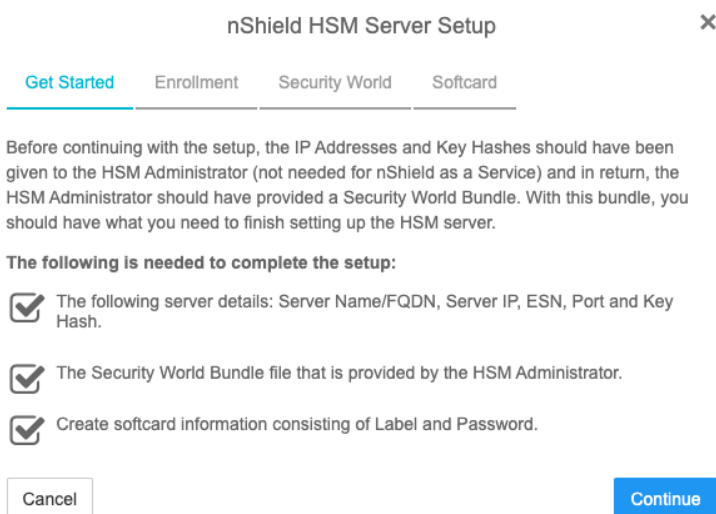 nShield HSM Server Setup
Get Started
Enrollment
Security World
Softcard
Before continuing with the setup, the IP Addresses and Key Hashes should have been
given to the HSM Administrator (not needed for nShield as a Service) and in return, the
HSM Administrator should have provided a Security World Bundle. With this bundle, you
should have what you need to finish setting up the HSM server.
The following is needed to complete the setup:
The following server details: Server Name/FQDN, Server IP, ESN, Port and Key
Hash.
The Security World Bundle file that is provided by the HSM Administrator.
Create softcard information consisting of Label and Password.
Cancel
Continue